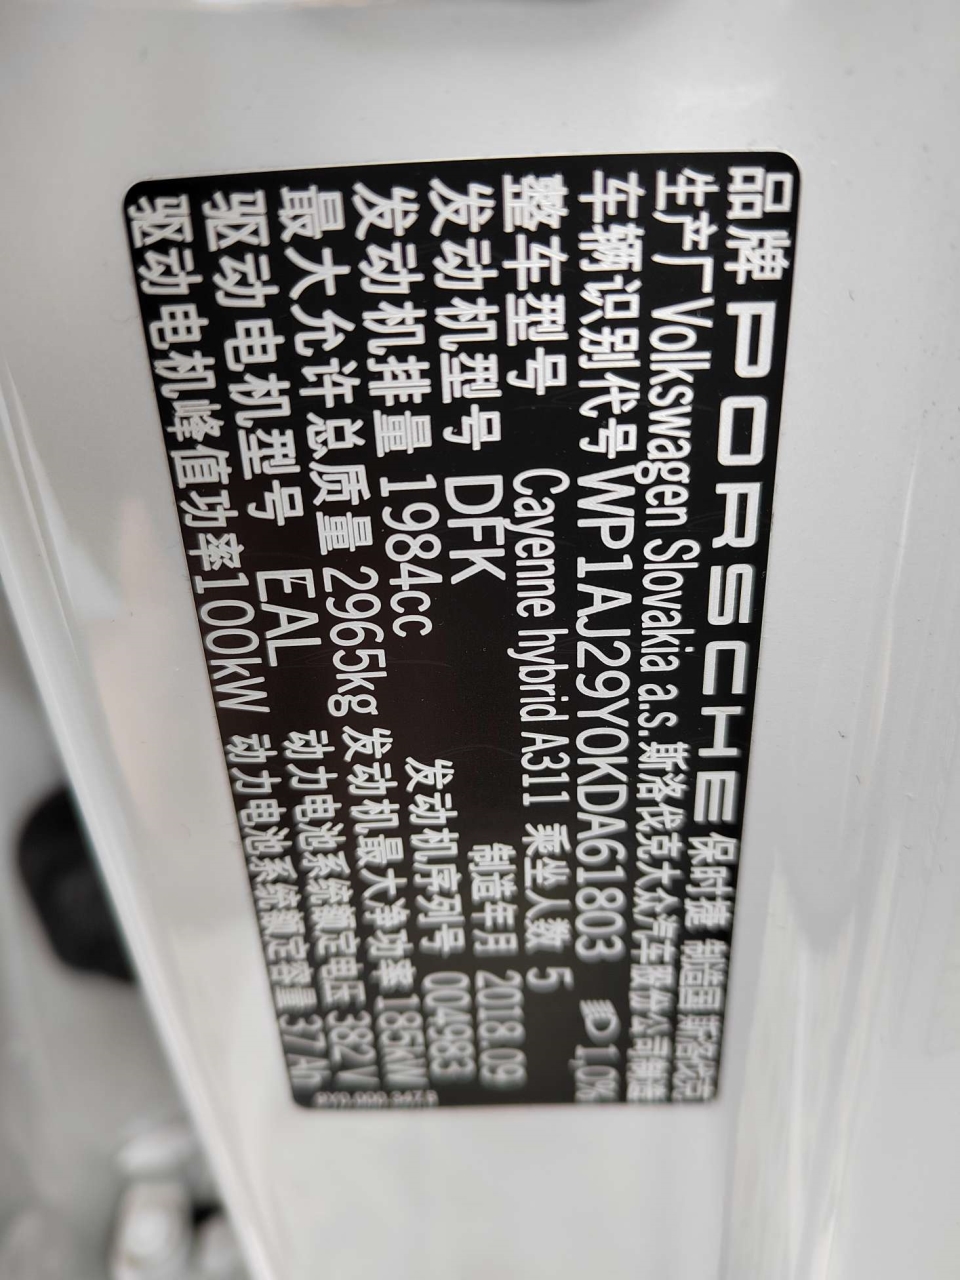 品牌 PORSCHE 保时捷 制造国 斯洛伐克
生产厂 Volkswagen Slovakia a.s. 斯洛伐克大众汽车股份公司制造
车辆识别代号 WP1AJ29Y0KDA61803 1,0%
整车型号 Cayenne hybrid A311 乘坐人数 5
发动机型号 DFK 制造年月 2018.09
发动机排量 1984cc 发动机序列号 004983
最大允许总质量 2965kg 发动机最大净功率 185kW
驱动电机型号 EAL 动力电池系统额定电压 382 V
驱动电机峰值功率 100kW 动力电池系统额定容量 37 Ah